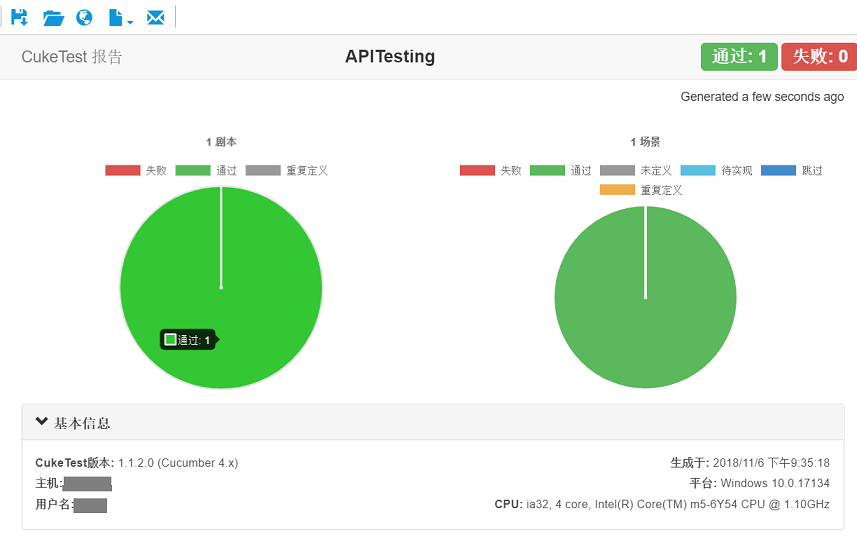 CukeTest 报告
APITesting
通过: 1
失败: 0
Generated a few seconds ago
1 剧本
失败 通过 重复定义
通过: 1
1 场景
失败 通过 未定义 待实现 跳过
重复定义
基本信息
CukeTest版本: 1.1.2.0 (Cucumber 4.x)
生成于: 2018/11/6 下午9:35:18
主机:
平台: Windows 10.0.17134
用户名:
CPU: ia32, 4 core, Intel(R) Core(TM) m5-6Y54 CPU @ 1.10GHz